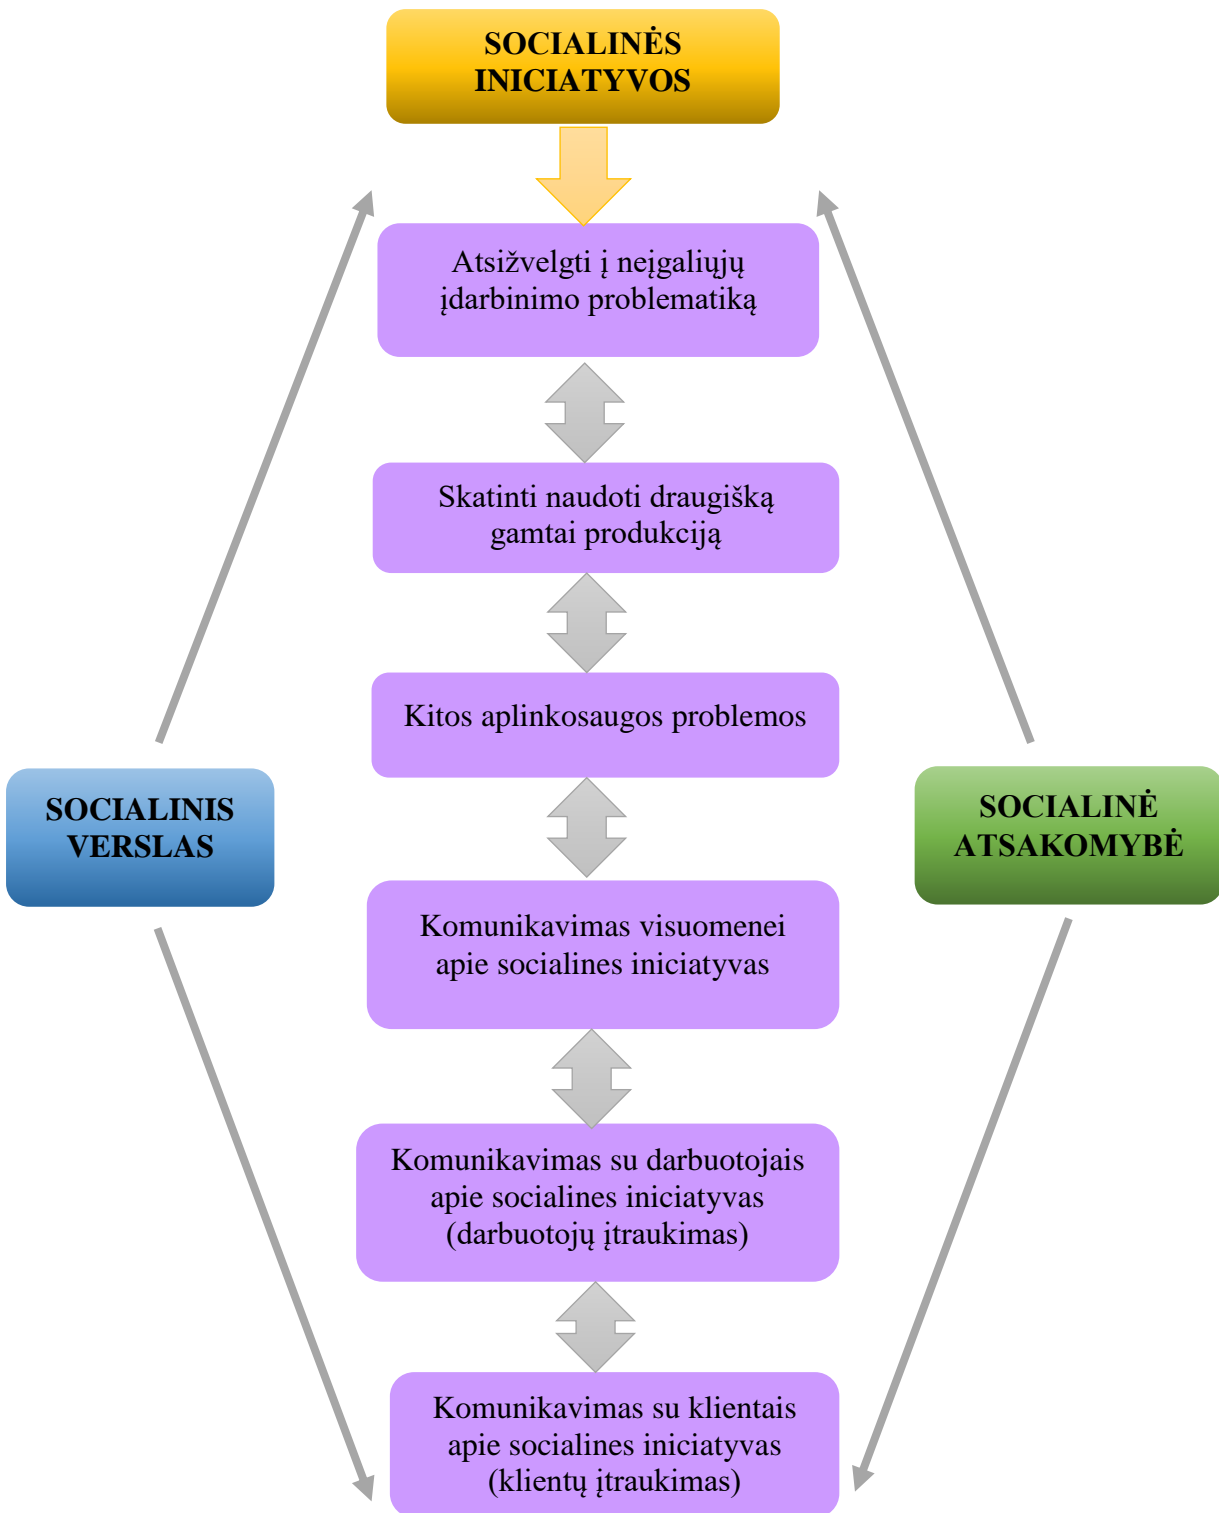 SOCIALINĖS
INICIATYVOS
Atsižvelgti į neįgaliųjų
įdarbinimo problematiką
Skatinti naudoti draugišką
gamtai produkciją
Kitos aplinkosaugos problemos
SOCIALINIS
VERSLAS
SOCIALINĖ
ATSAKOMYBĖ
Komunikavimas visuomenei
apie socialines iniciatyvas
Komunikavimas su darbuotojais
apie socialines iniciatyvas
(darbuotojų įtraukimas)
Komunikavimas su klientais
apie socialines iniciatyvas
(klientų įtraukimas)